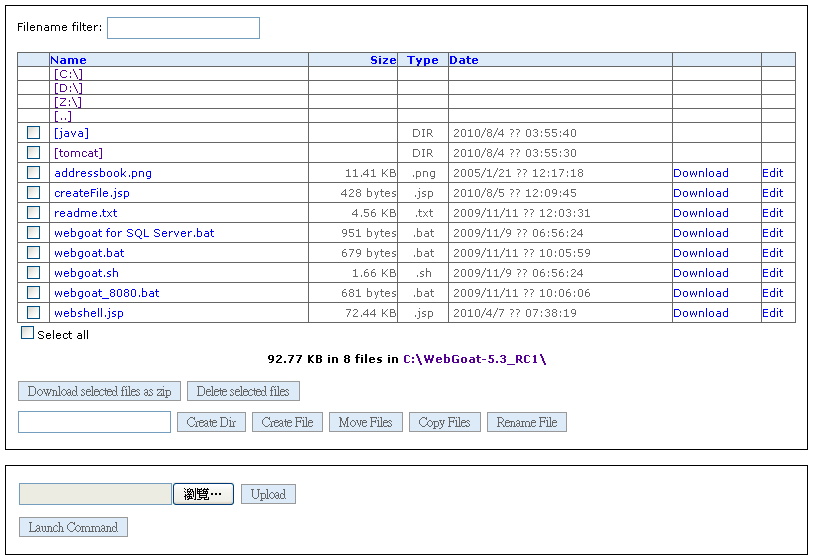 Filename filter:
Name Size Type Date
[C:\]
[D:\]
[Z:\]
[..]
[java] DIR 2010/8/4 ?? 03:55:40
[tomcat] DIR 2010/8/4 ?? 03:55:30
addressbook.png 11.41 KB .png 2005/1/21 ?? 12:17:18 Download Edit
createFile.jsp 428 bytes .jsp 2010/8/5 ?? 12:09:45 Download Edit
readme.txt 4.56 KB .txt 2009/11/11 ?? 12:03:31 Download Edit
webgoat for SQL Server.bat 951 bytes .bat 2009/11/9 ?? 06:56:24 Download Edit
webgoat.bat 679 bytes .bat 2009/11/11 ?? 10:05:59 Download Edit
webgoat.sh 1.66 KB .sh 2009/11/9 ?? 06:56:24 Download Edit
webgoat_8080.bat 681 bytes .bat 2009/11/11 ?? 10:06:06 Download Edit
webshell.jsp 72.44 KB .jsp 2010/4/7 ?? 07:38:19 Download Edit
Select all
92.77 KB in 8 files in C:\WebGoat-5.3_RC1\
Download selected files as zip Delete selected files
Create Dir Create File Move Files Copy Files Rename File
瀏覽… Upload
Launch Command